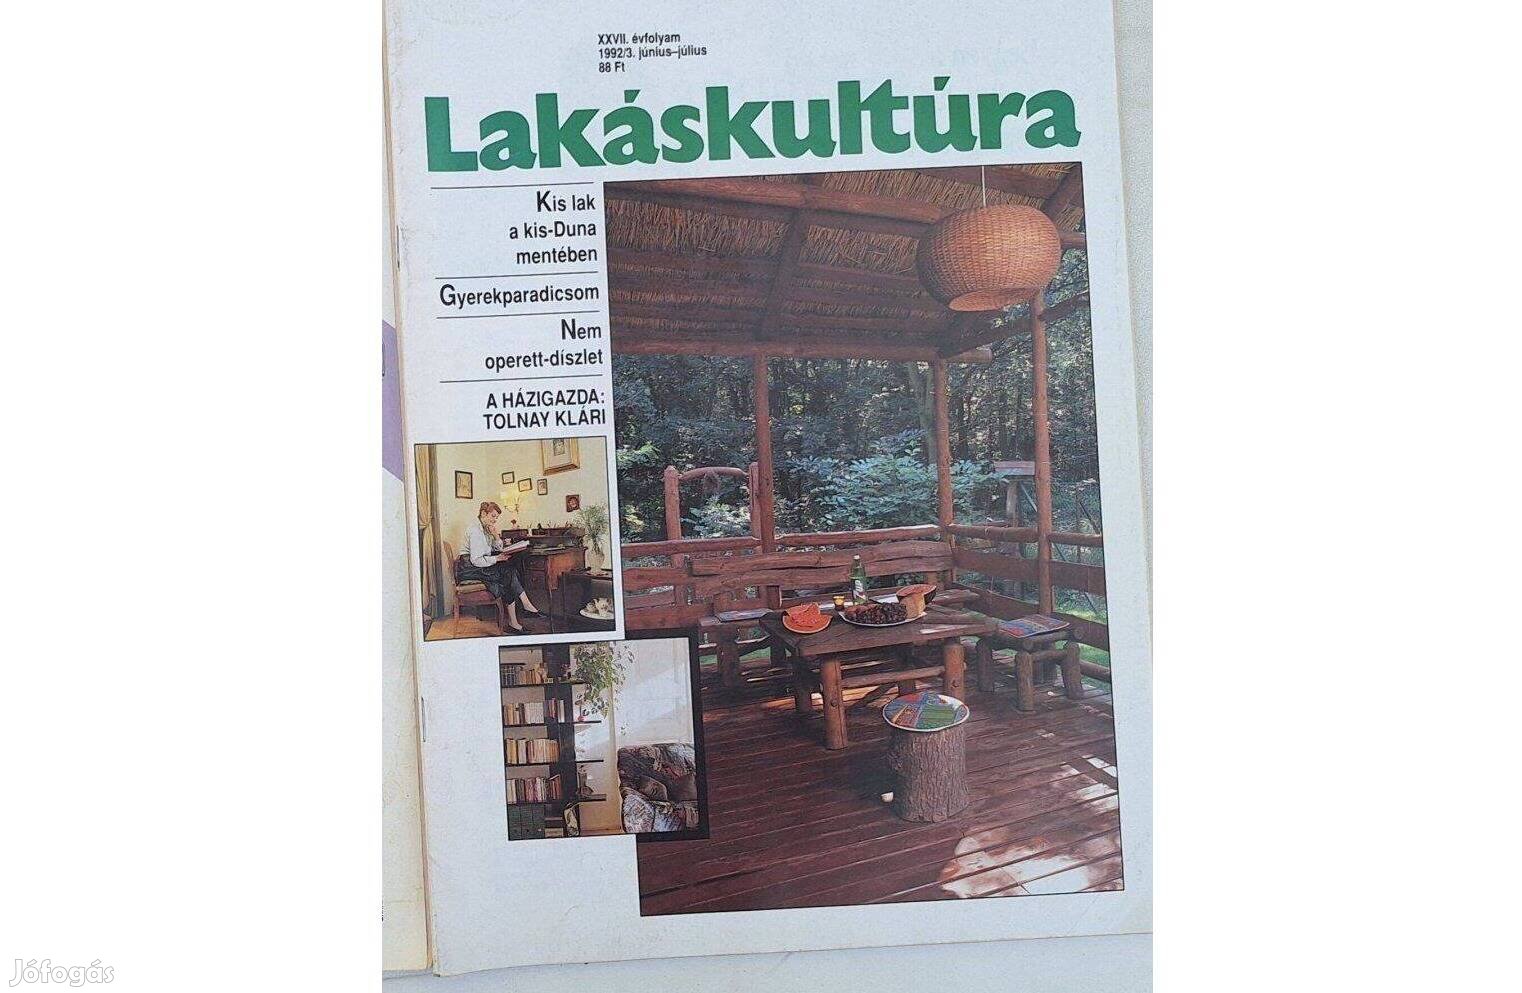 XXVII. évfolyam
1992/3. június–július
88 Ft
Lakáskultúra
Kis lak
a kis-Duna
mentében
Gyerekparadicsom
Nem
operett-díszlet
A HÁZIGAZDA:
TOLNAY KLÁRI
Jófogás